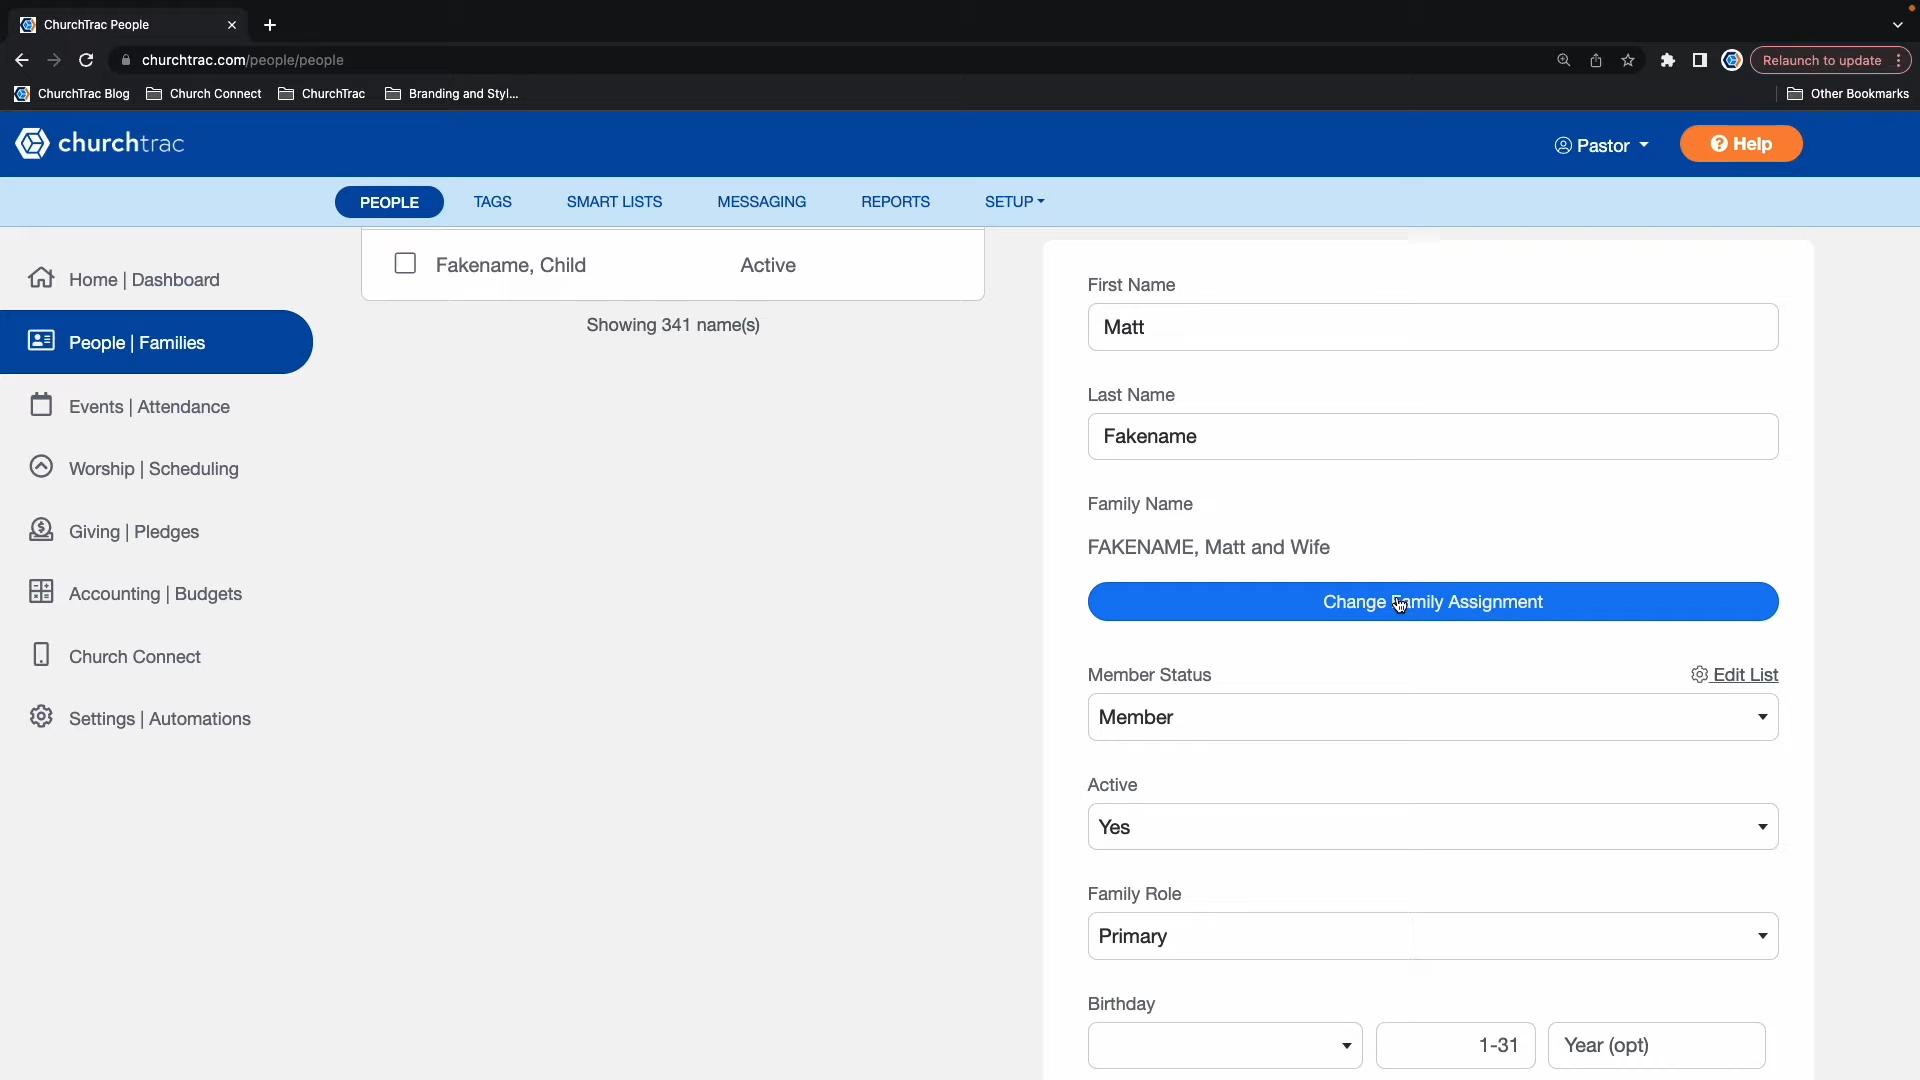 ChurchTrac People
churchtrac.com/people/people
Relaunch to update
ChurchTrac Blog
Church Connect
ChurchTrac
Branding and Styl...
Other Bookmarks
churchtrac
Pastor
Help
PEOPLE
TAGS
SMART LISTS
MESSAGING
REPORTS
SETUP
Home | Dashboard
People | Families
Events | Attendance
Worship | Scheduling
Giving | Pledges
Accounting | Budgets
Church Connect
Settings | Automations
Fakename, Child
Active
Showing 341 name(s)
First Name
Matt
Last Name
Fakename
Family Name
FAKENAME, Matt and Wife
Change Family Assignment
Member Status
Edit List
Member
Active
Yes
Family Role
Primary
Birthday
1-31
Year (opt)